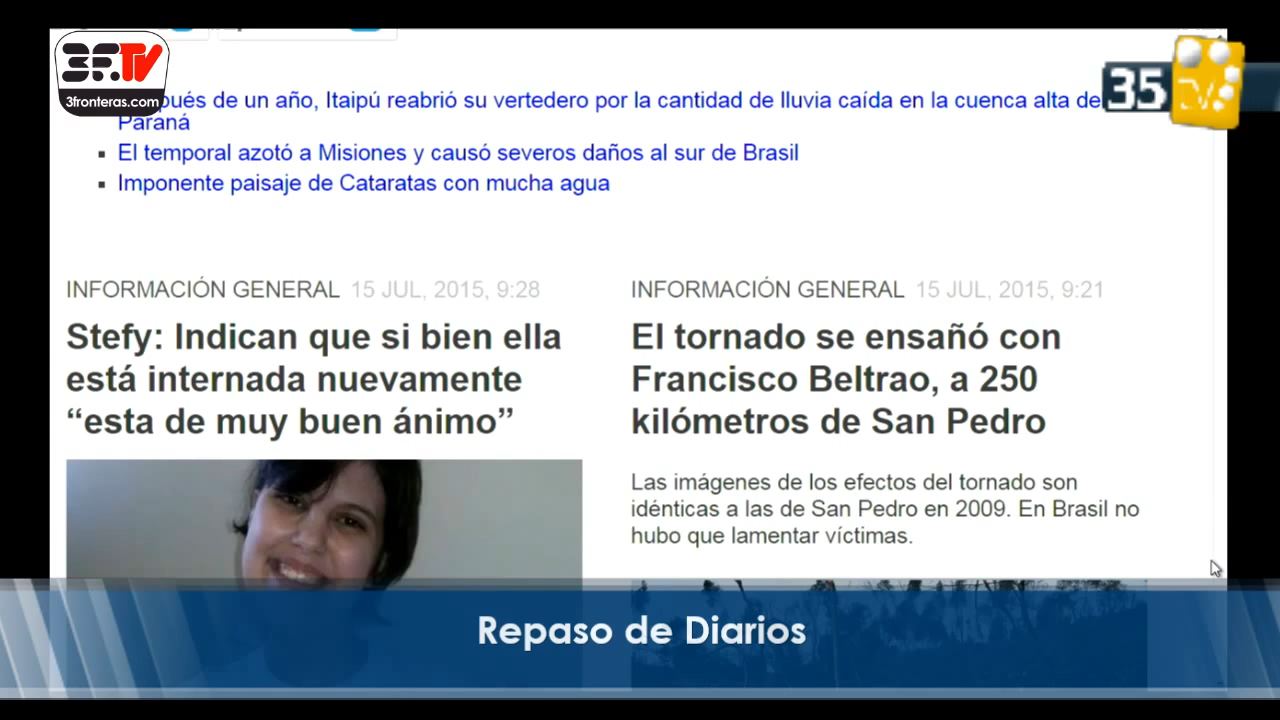 3F.TV
3fronteras.com
35
TV
pués de un año, Itaipú reabrió su vertedero por la cantidad de lluvia caída en la cuenca alta de
Paraná
El temporal azotó a Misiones y causó severos daños al sur de Brasil
Imponente paisaje de Cataratas con mucha agua
INFORMACIÓN GENERAL 15 JUL, 2015, 9:28
Stefy: Indican que si bien ella
está internada nuevamente
“esta de muy buen ánimo”
INFORMACIÓN GENERAL 15 JUL, 2015, 9:21
El tornado se ensañó con
Francisco Beltrao, a 250
kilómetros de San Pedro
Las imágenes de los efectos del tornado son
idénticas a las de San Pedro en 2009. En Brasil no
hubo que lamentar víctimas.
Repaso de Diarios